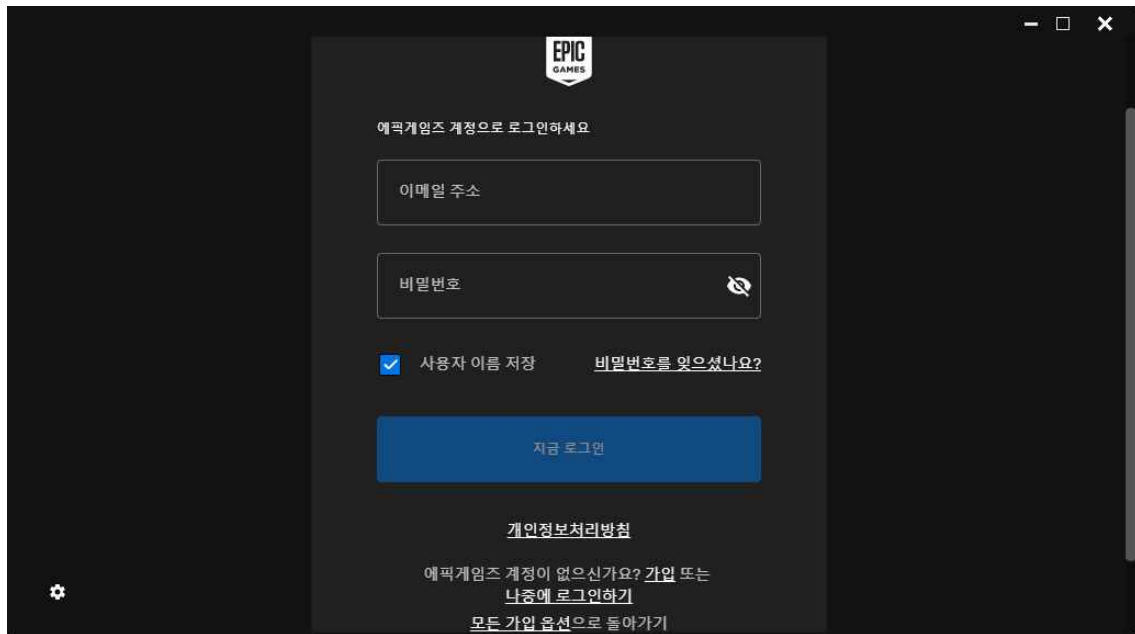 EPIC
GAMES
에픽게임즈 계정으로 로그인하세요
이메일 주소
비밀번호
사용자 이름 저장 비밀번호를 잊으셨나요?
지금 로그인
개인정보처리방침
에픽게임즈 계정이 없으신가요? 가입 또는
나중에 로그인하기
모든 가입 옵션으로 돌아가기